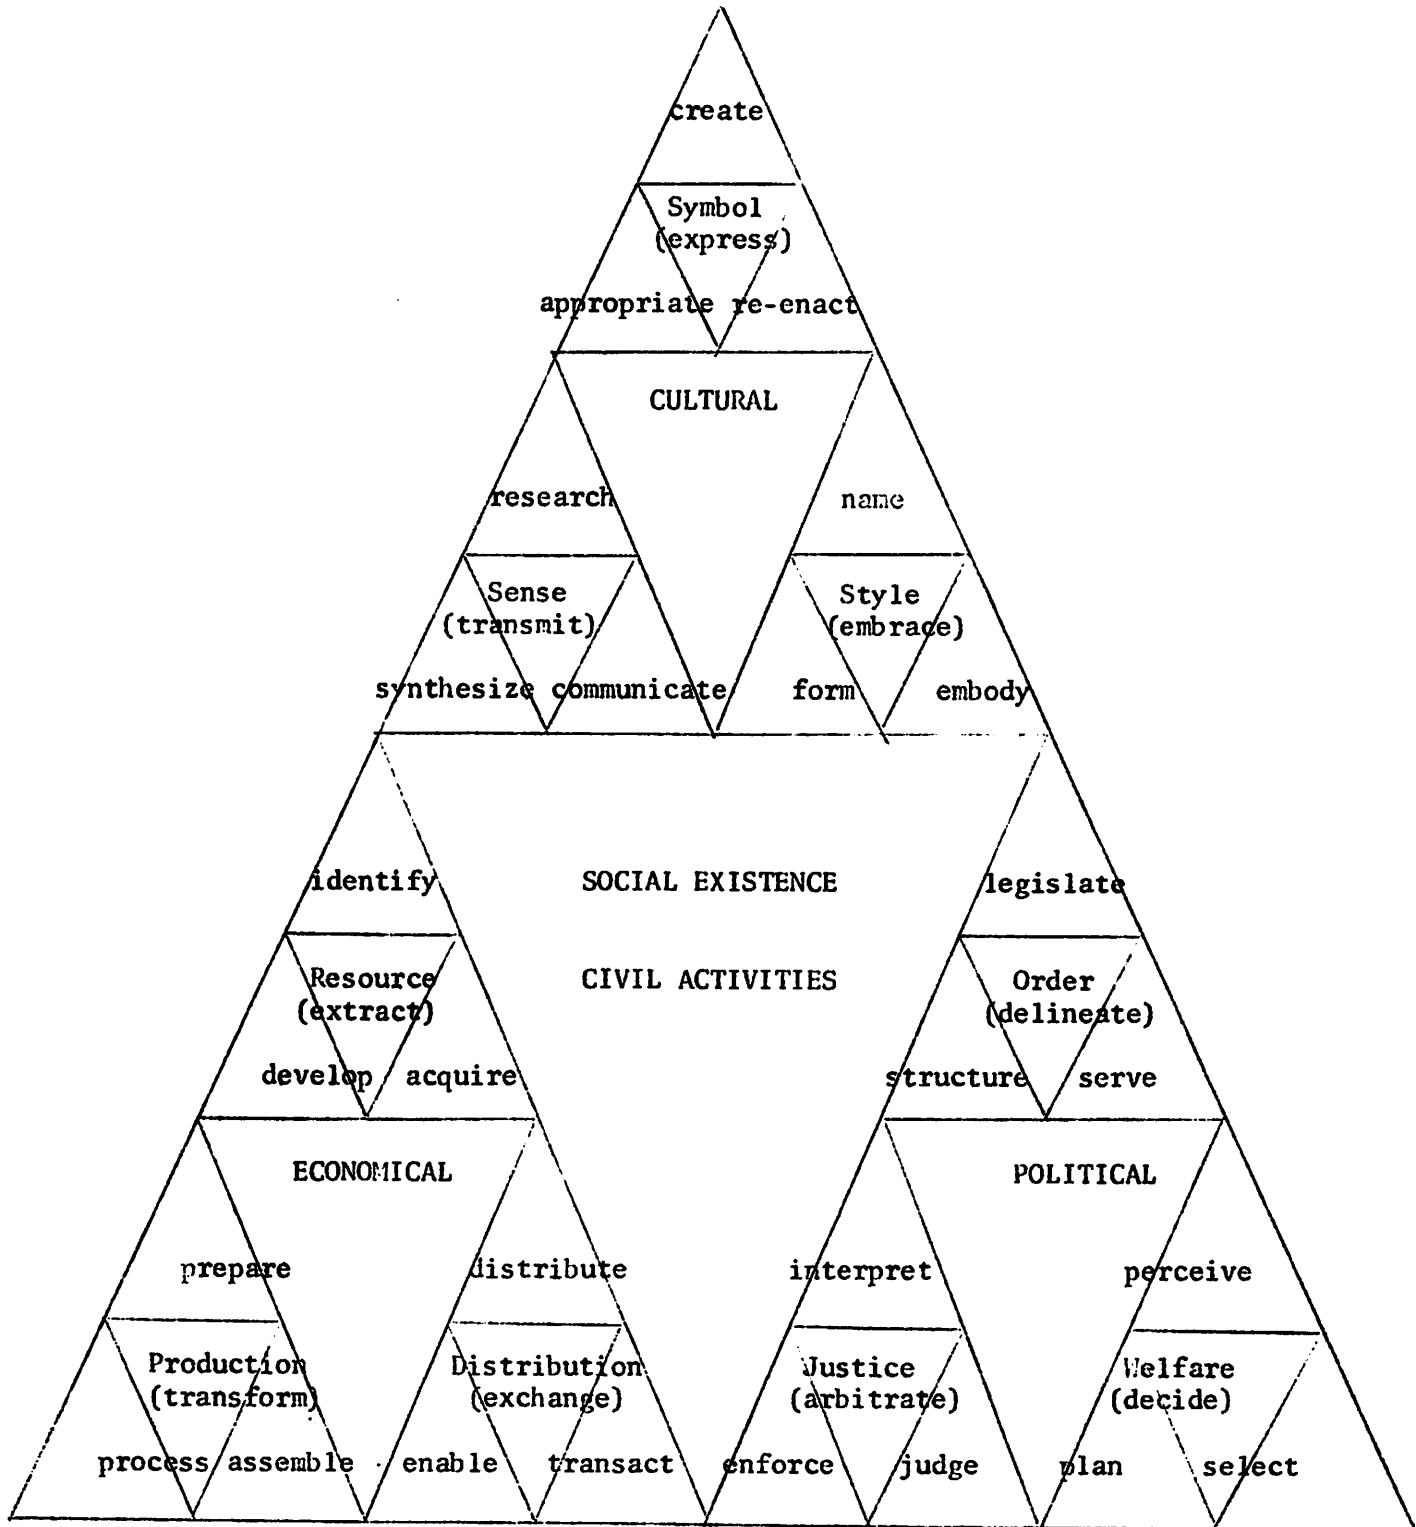 create
Symbol
(express)
appropriate re-enact
CULTURAL
research name
Sense Style
(transmit) (embrace)
synthesize communicate form embody
identify SOCIAL EXISTENCE legislate
Resource CIVIL ACTIVITIES Order
(extract) (delineate)
develop acquire structure serve
ECONOMICAL POLITICAL
prepare distribute interpret perceive
Production Distribution Justice Welfare
(transform) (exchange) (arbitrate) (decide)
process assemble enable transact enforce judge plan select